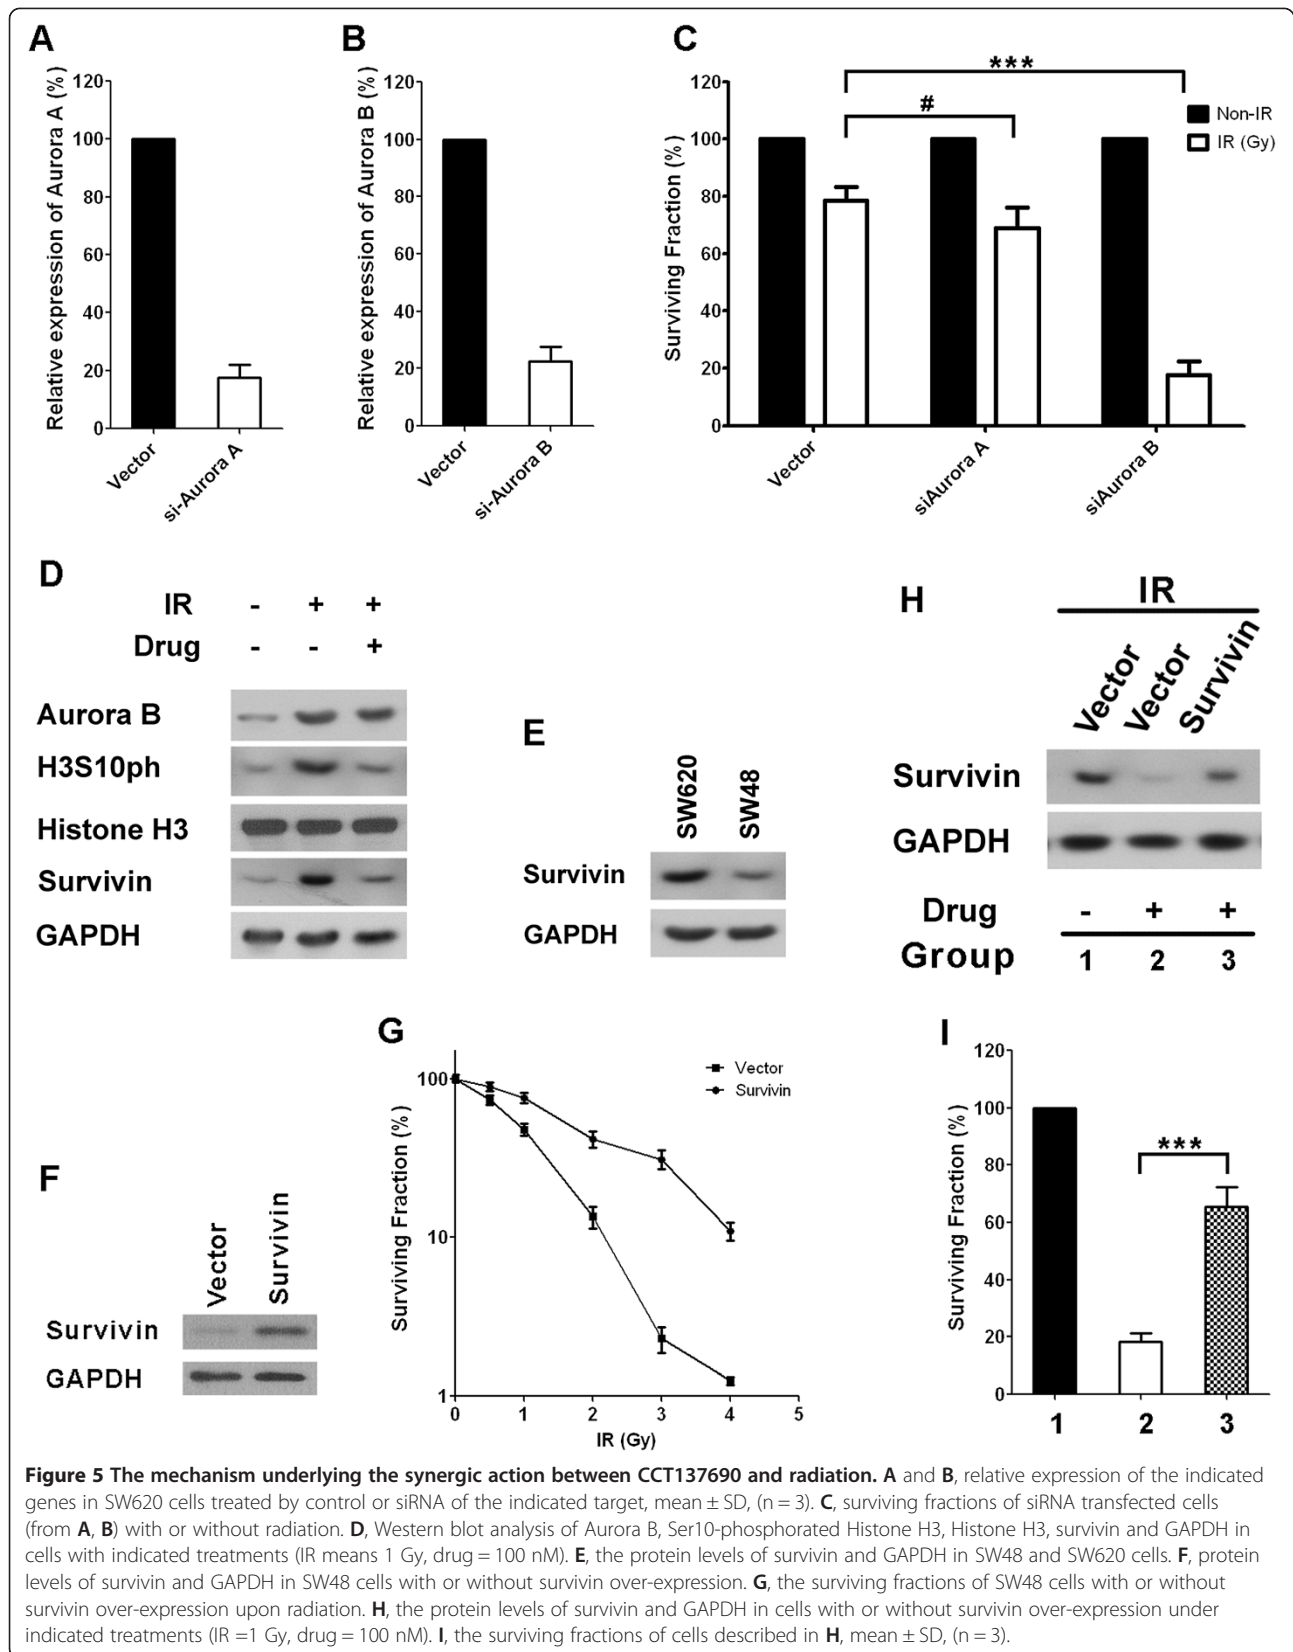 A
Relative expression of Aurora A (%)
120
100
80
60
40
20
0
Vector
si-Aurora A
B
Relative expression of Aurora B (%)
120
100
80
60
40
20
0
Vector
si-Aurora B
C
Surviving Fraction (%)
120
100
80
60
40
20
0
***
#
Non-IR
IR (Gy)
Vector
siAurora A
siAurora B
D
IR - + +
Drug - - +
Aurora B
H3S10ph
Histone H3
Survivin
GAPDH
E
SW620 SW48
Survivin
GAPDH
H
IR
Vector Vector Survivin
Survivin
GAPDH
Drug - + +
Group 1 2 3
F
Vector Survivin
Survivin
GAPDH
G
Surviving Fraction (%)
100
10
1
0 1 2 3 4 5
IR (Gy)
Vector
Survivin
I
Surviving Fraction (%)
120
100
80
60
40
20
0
***
1 2 3
Figure 5 The mechanism underlying the synergic action between CCT137690 and radiation. A and B, relative expression of the indicated
genes in SW620 cells treated by control or siRNA of the indicated target, mean ± SD, (n = 3). C, surviving fractions of siRNA transfected cells
(from A, B) with or without radiation. D, Western blot analysis of Aurora B, Ser10-phosphorated Histone H3, Histone H3, survivin and GAPDH in
cells with indicated treatments (IR means 1 Gy, drug = 100 nM). E, the protein levels of survivin and GAPDH in SW48 and SW620 cells. F, protein
levels of survivin and GAPDH in SW48 cells with or without survivin over-expression. G, the surviving fractions of SW48 cells with or without
survivin over-expression upon radiation. H, the protein levels of survivin and GAPDH in cells with or without survivin over-expression under
indicated treatments (IR =1 Gy, drug = 100 nM). I, the surviving fractions of cells described in H, mean ± SD, (n = 3).